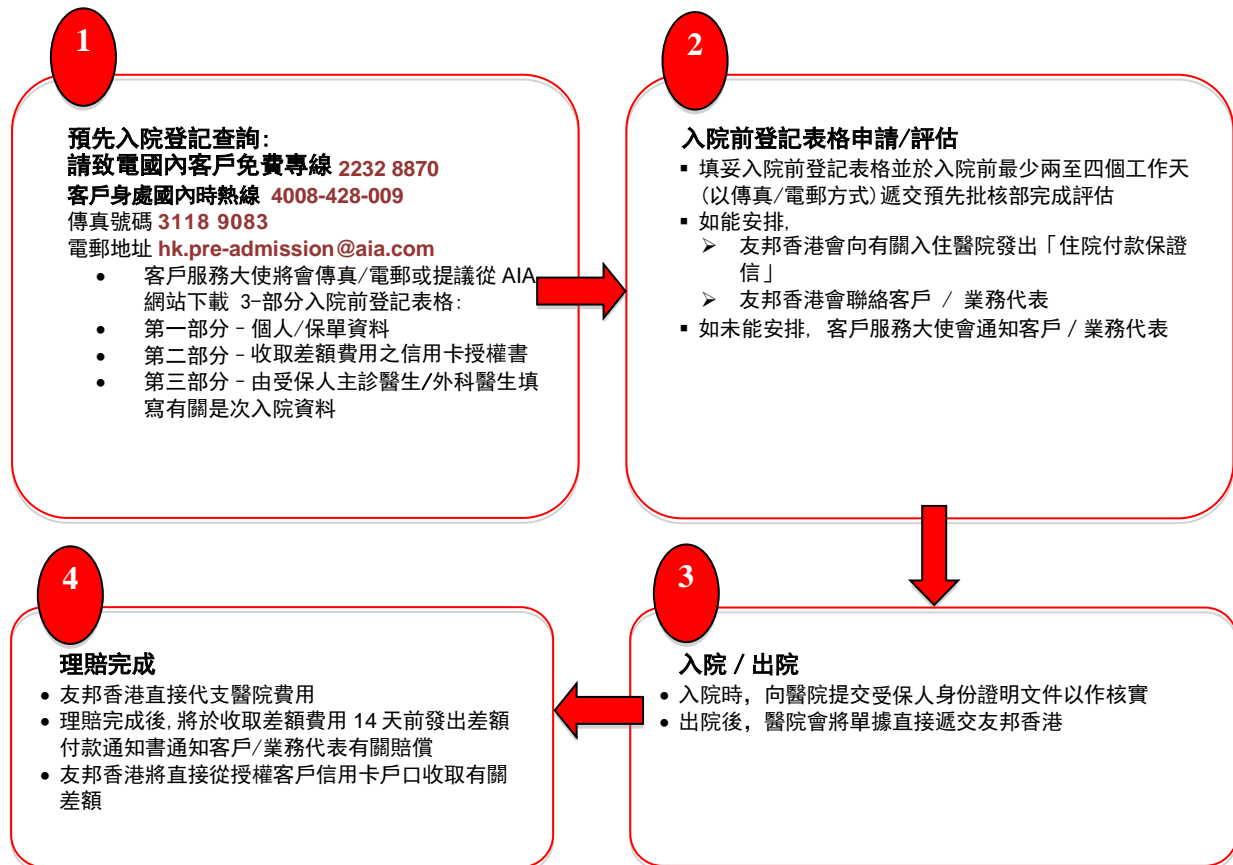 1
預先入院登記查詢:
請致電國內客戶免費專線 2232 8870
客戶身處國內時熱線 4008-428-009
傳真號碼 3118 9083
電郵地址 hk.pre-admission@aia.com
• 客戶服務大使將會傳真/電郵或提議從 AIA
網站下載 3-部分入院前登記表格:
• 第一部分–個人/保單資料
• 第二部分–收取差額費用之信用卡授權書
• 第三部分–由受保人主診醫生/外科醫生填
寫有關是次入院資料
2
入院前登記表格申請/評估
▪ 填妥入院前登記表格並於入院前最少兩至四個工作天
(以傳真/電郵方式)遞交預先批核部完成評估
▪ 如能安排,
➢ 友邦香港會向有關入住醫院發出「住院付款保證
信」
➢ 友邦香港會聯絡客戶 / 業務代表
▪ 如未能安排, 客戶服務大使會通知客戶 / 業務代表
3
入院 / 出院
• 入院時, 向醫院提交受保人身份證明文件以作核實
• 出院後, 醫院會將單據直接遞交友邦香港
4
理賠完成
• 友邦香港直接代支醫院費用
• 理賠完成後, 將於收取差額費用 14 天前發出差額
付款通知書通知客戶/業務代表有關賠償
• 友邦香港將直接從授權客戶信用卡戶口收取有關
差額